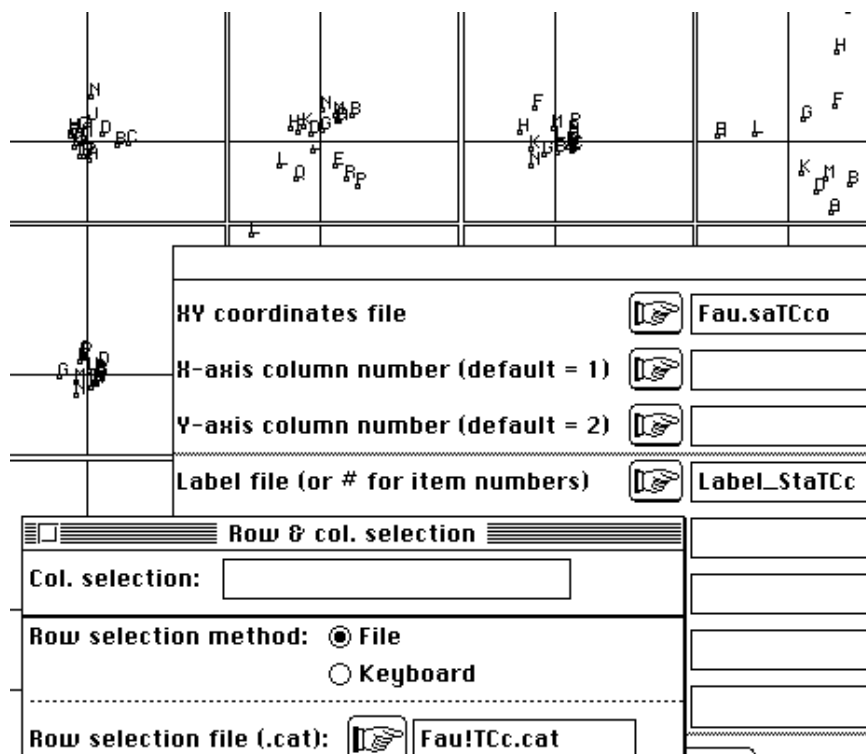 XY coordinates file Fau.saTCco
X-axis column number (default = 1)
Y-axis column number (default = 2)
Label file (or # for item numbers) Label_StaTCc
Row & col. selection
Col. selection:
Row selection method: File
Keyboard
Row selection file (.cat): Fau!TCc.cat